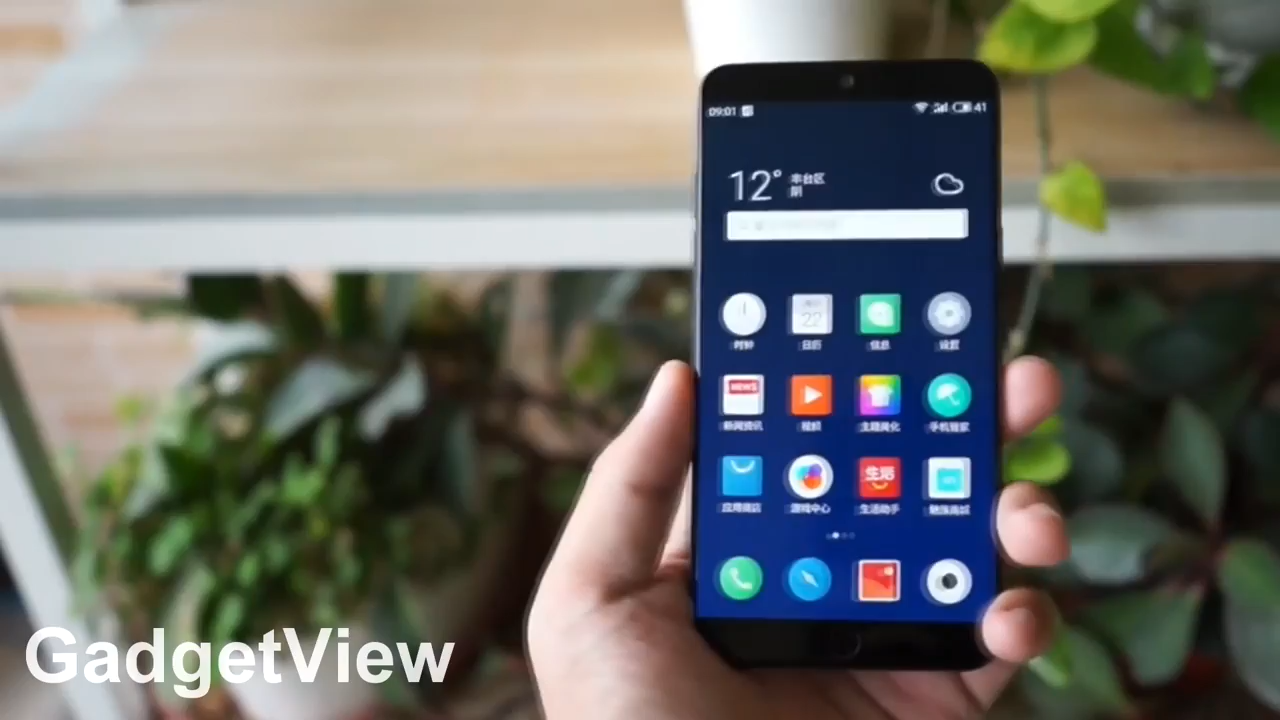 09:01
41
12°
丰台区
阴
22
时钟
日历
信息
设置
NEWS
新闻资讯
视频
主题美化
手机管家
生活
应用商店
游戏中心
生活助手
魅族商城
GadgetView